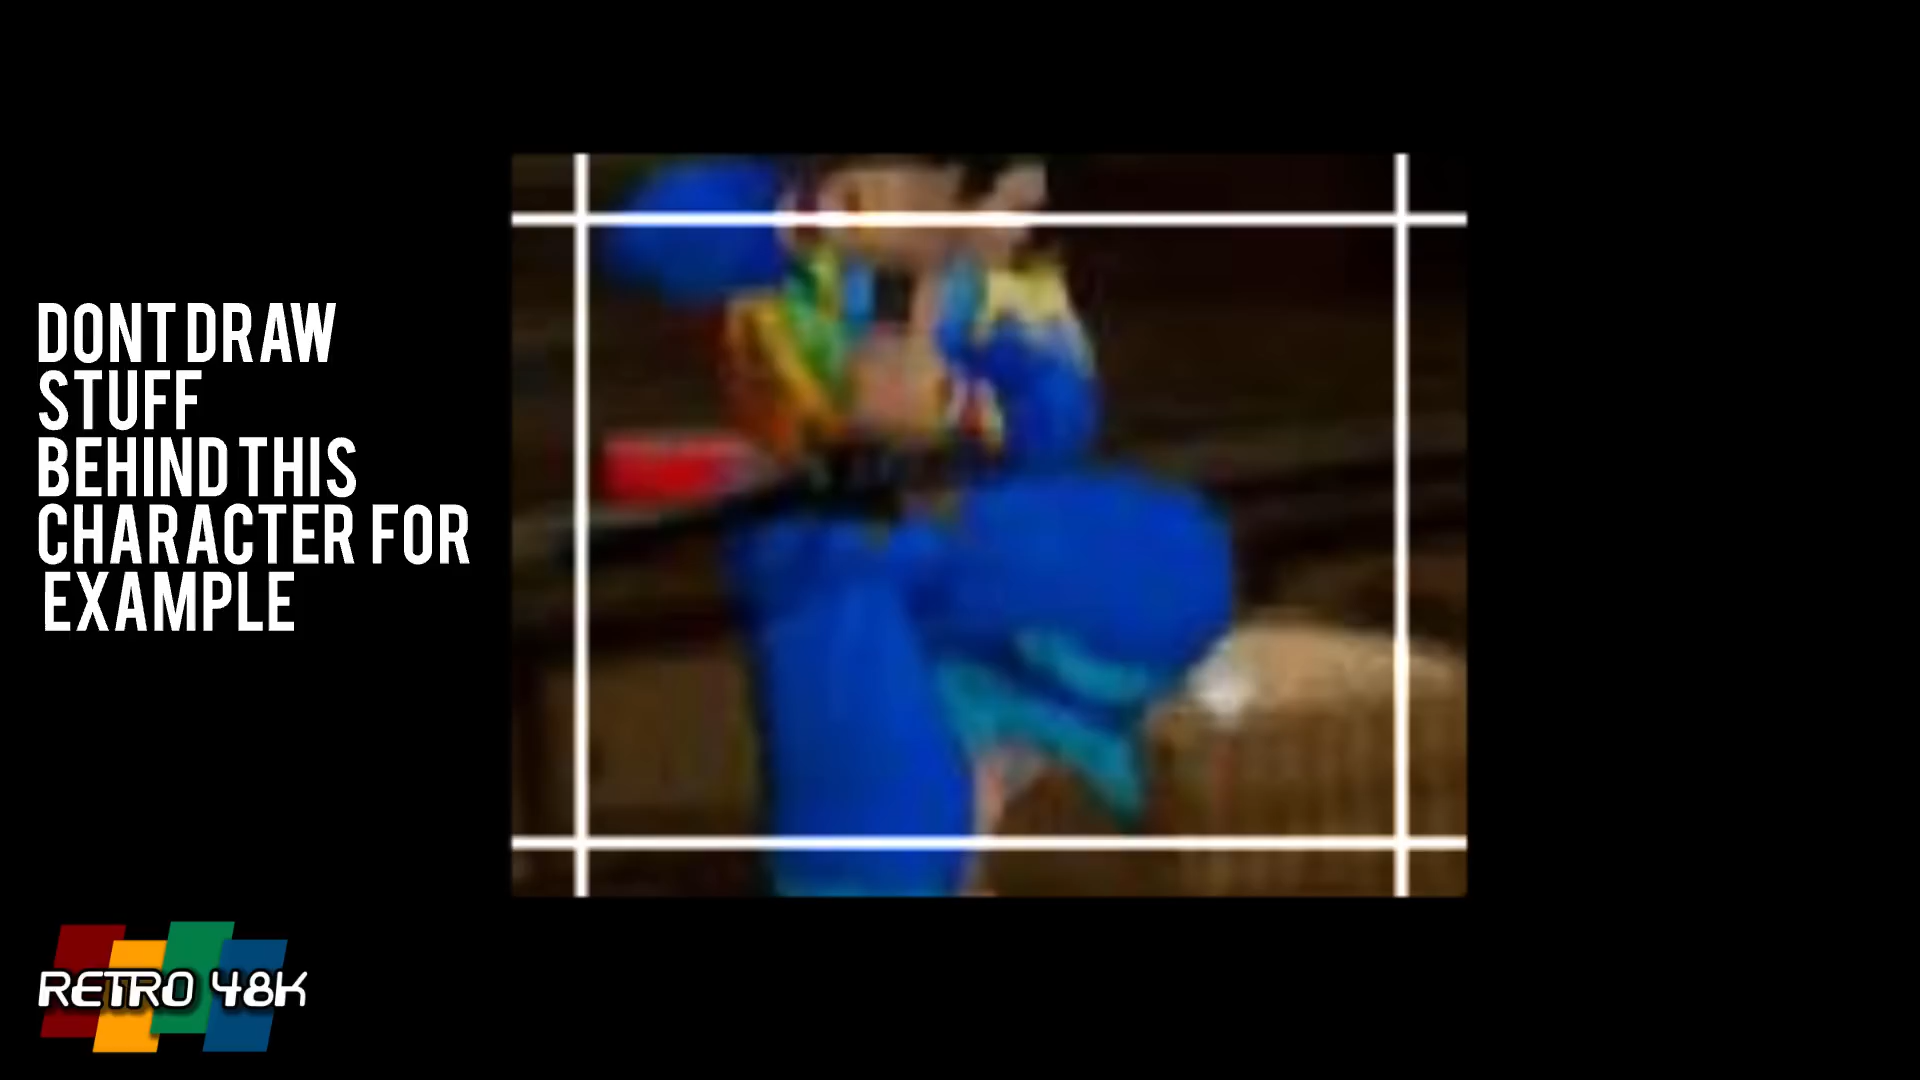 DONT DRAW
STUFF
BEHIND THIS
CHARACTER FOR
EXAMPLE
RETRO 48K